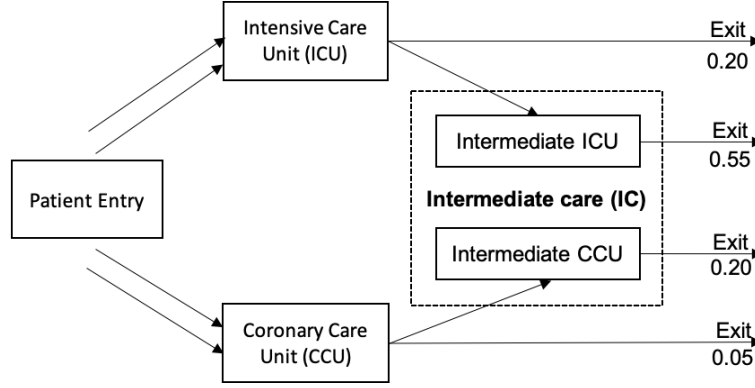 Intensive Care
Unit (ICU)
Exit
0.20
Intermediate ICU
Exit
0.55
Patient Entry
Intermediate care (IC)
Intermediate CCU
Exit
0.20
Coronary Care
Unit (CCU)
Exit
0.05